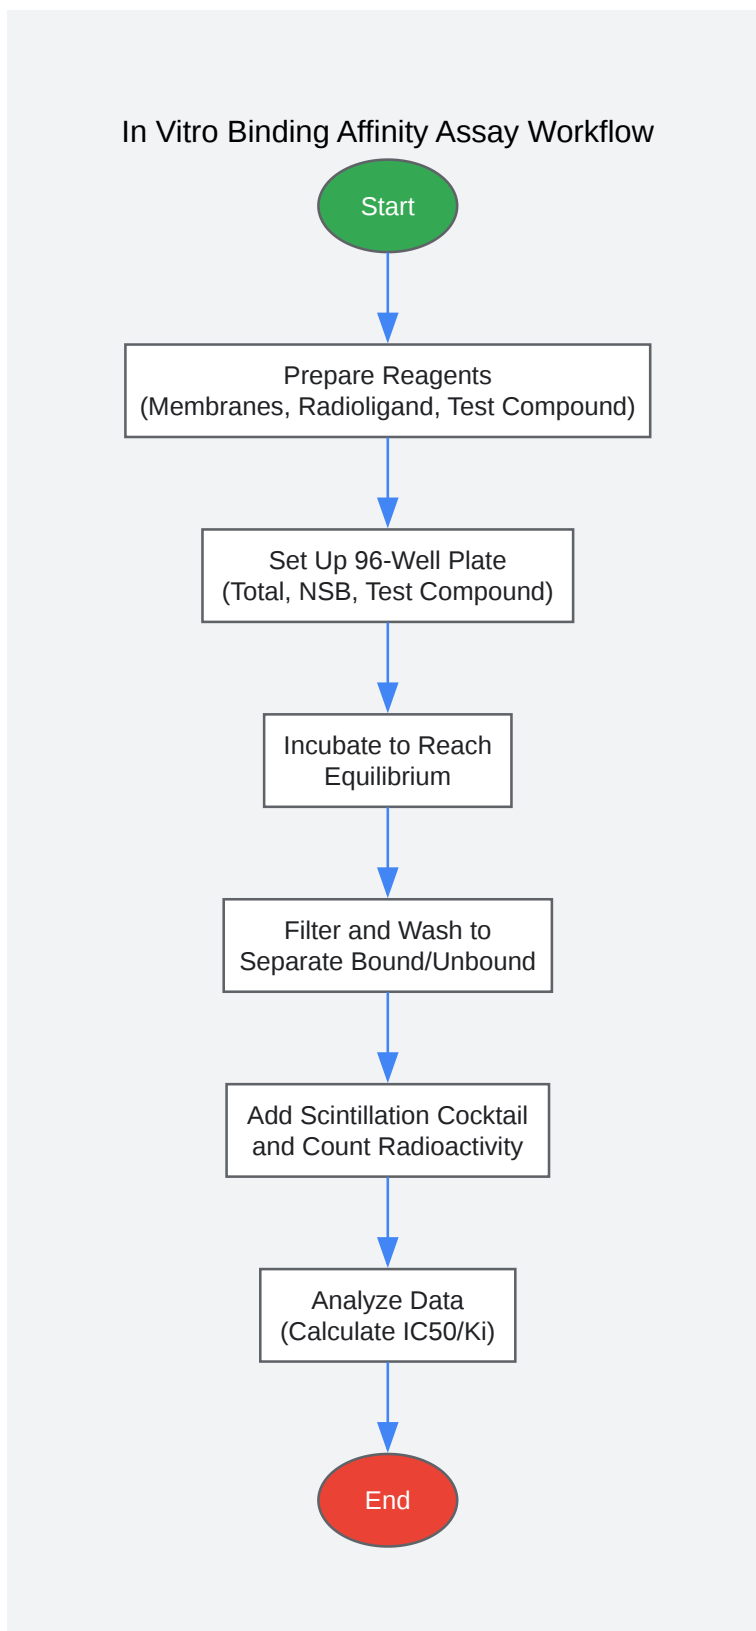 In Vitro Binding Affinity Assay Workflow
Start
Prepare Reagents
(Membranes, Radioligand, Test Compound)
Set Up 96-Well Plate
(Total, NSB, Test Compound)
Incubate to Reach
Equilibrium
Filter and Wash to
Separate Bound/Unbound
Add Scintillation Cocktail
and Count Radioactivity
Analyze Data
(Calculate IC50/Ki)
End